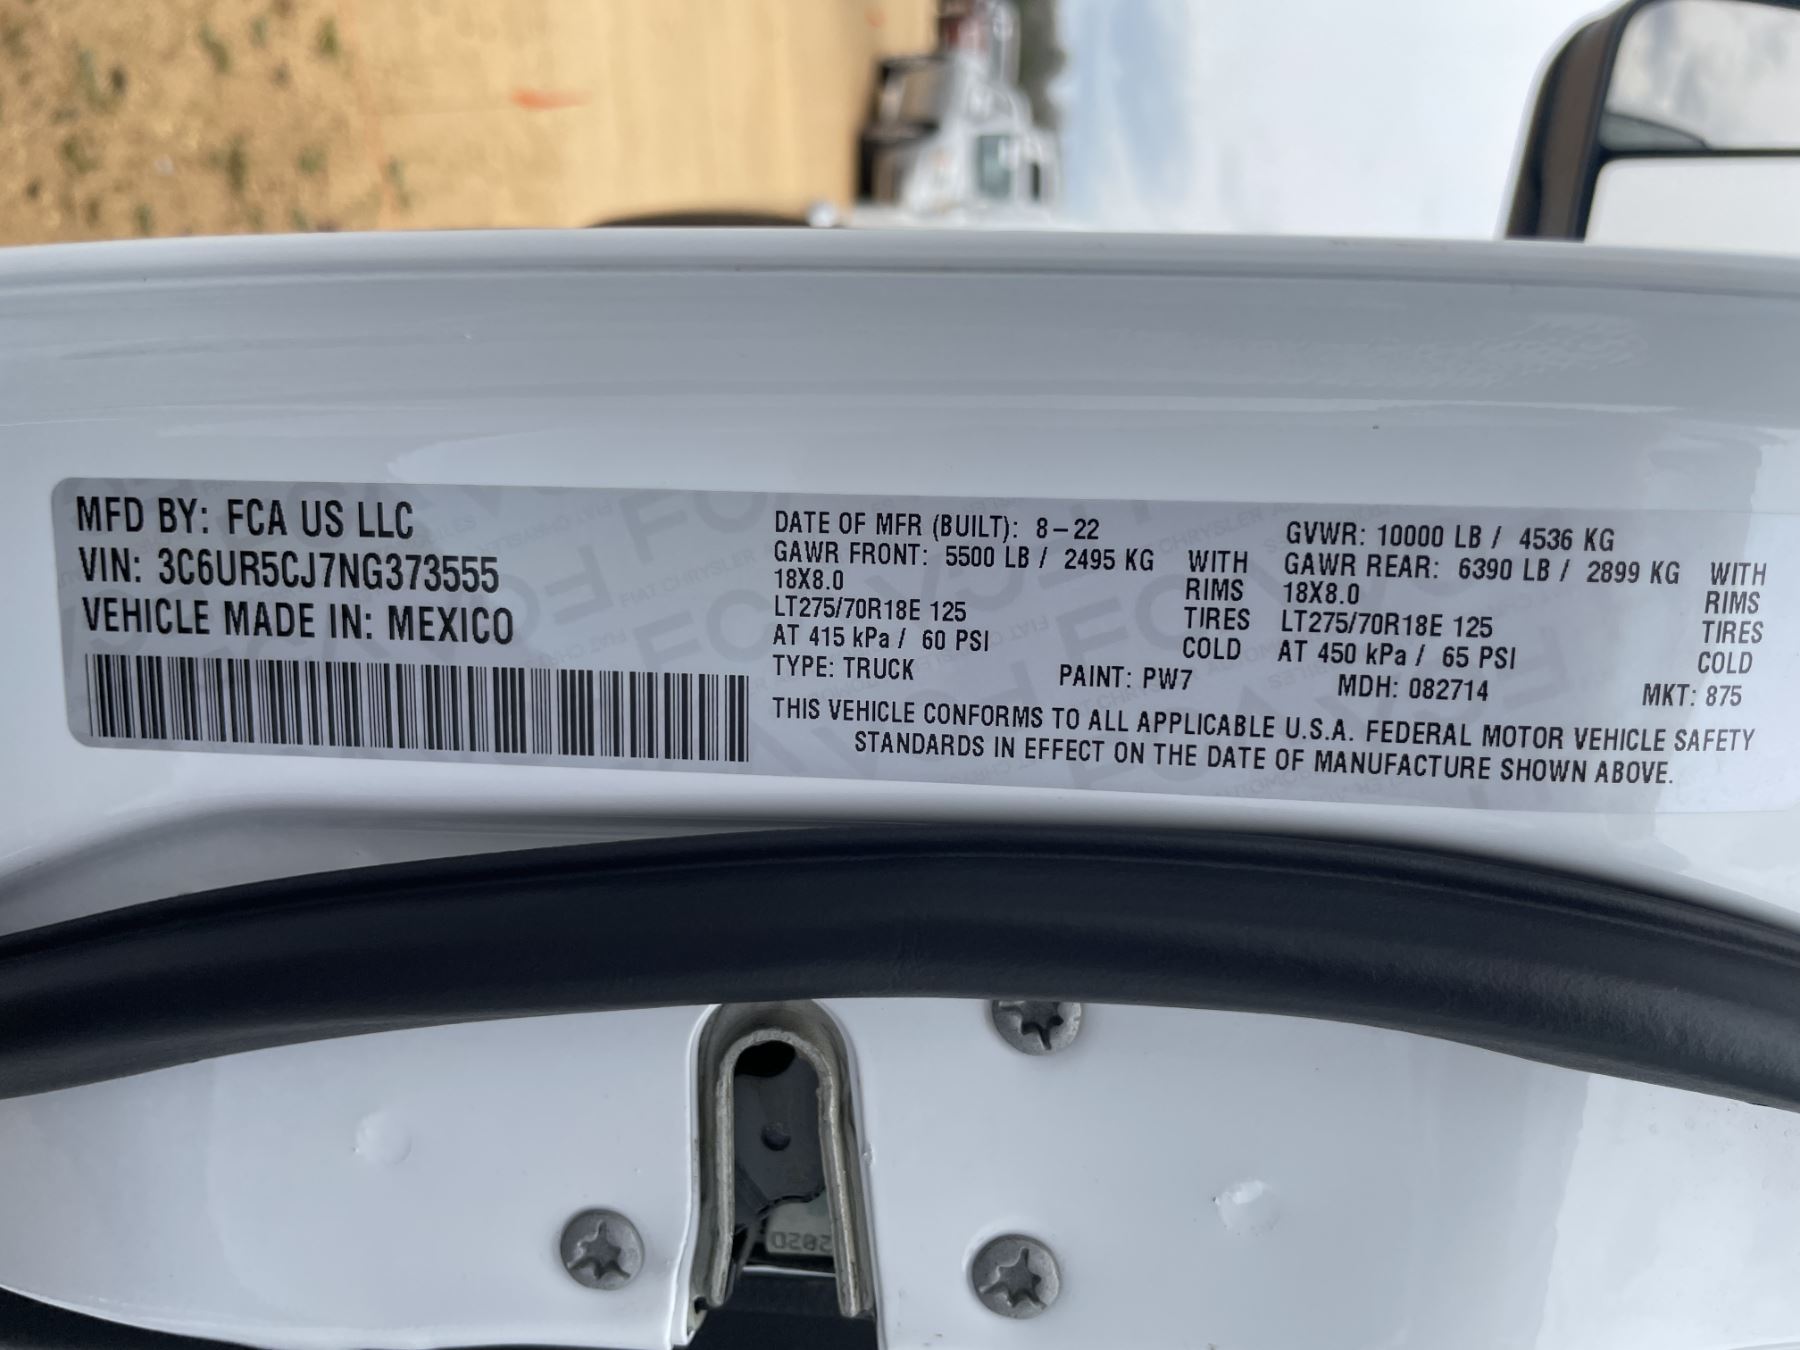 MFD BY: FCA US LLC
VIN: 3C6UR5CJ7NG373555
VEHICLE MADE IN: MEXICO
DATE OF MFR (BUILT): 8-22 GVWR: 10000 LB / 4536 KG
GAWR FRONT: 5500 LB / 2495 KG WITH GAWR REAR: 6390 LB / 2899 KG WITH
18X8.0 RIMS 18X8.0 RIMS
LT275/70R18E 125 TIRES LT275/70R18E 125 TIRES
AT 415 kPa / 60 PSI COLD AT 450 kPa / 65 PSI COLD
TYPE: TRUCK PAINT: PW7 MDH: 082714 MKT: 875
THIS VEHICLE CONFORMS TO ALL APPLICABLE U.S.A. FEDERAL MOTOR VEHICLE SAFETY
STANDARDS IN EFFECT ON THE DATE OF MANUFACTURE SHOWN ABOVE.